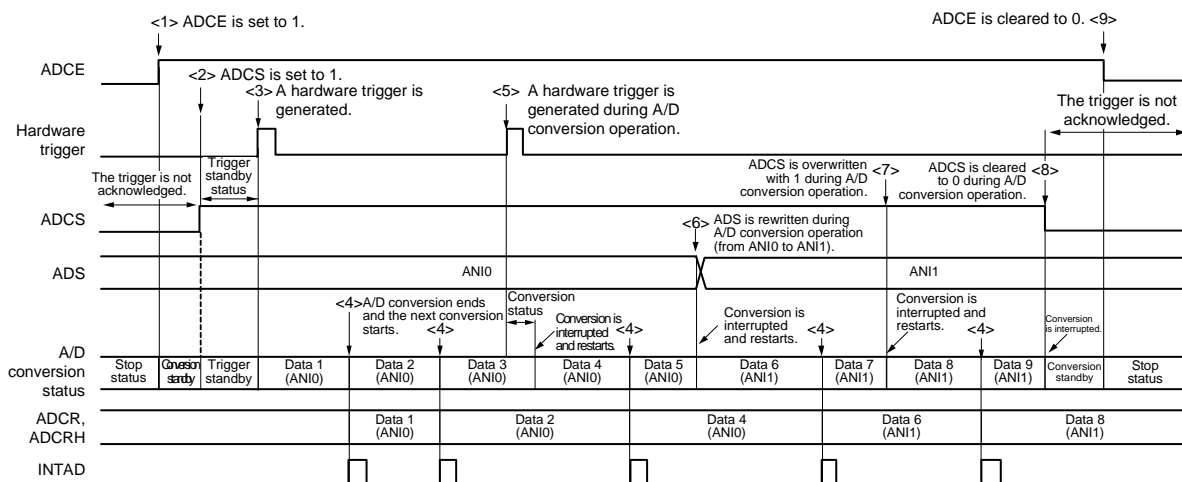 <1> ADCE is set to 1.
ADCE is cleared to 0. <9>
ADCE
<2> ADCS is set to 1.
<3> A hardware trigger is
generated.
<5> A hardware trigger is
generated during A/D
conversion operation.
The trigger is not
acknowledged.
Hardware
trigger
The trigger is not
acknowledged.
Trigger
standby
status
ADCS is overwritten
with 1 during A/D
conversion operation.
<7>
ADCS is cleared
to 0 during A/D
conversion operation.
<8>
ADCS
<6> ADS is rewritten during
A/D conversion operation
(from ANI0 to ANI1).
ADS
ANI0
ANI1
<4> A/D conversion ends
and the next conversion
starts.
<4>
Conversion
status
Conversion is
interrupted
and restarts.
<4>
Conversion is
interrupted
and restarts.
<4>
Conversion is
interrupted and
restarts.
<4>
Conversion
is interrupted.
A/D
conversion
status
Stop
status
Conversion
standby
Trigger
standby
Data 1
(ANI0)
Data 2
(ANI0)
Data 3
(ANI0)
Data 4
(ANI0)
Data 5
(ANI0)
Data 6
(ANI1)
Data 7
(ANI1)
Data 8
(ANI1)
Data 9
(ANI1)
Conversion
standby
Stop
status
ADCR,
ADCRH
Data 1
(ANI0)
Data 2
(ANI0)
Data 4
(ANI0)
Data 6
(ANI1)
Data 8
(ANI1)
INTAD